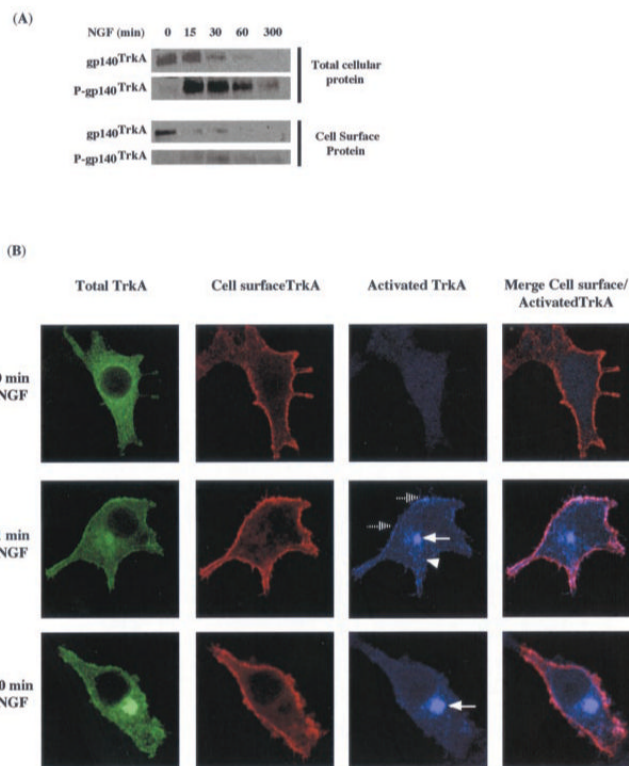 (A)
NGF (min) 0 15 30 60 300
gp140TrkA
P-gp140TrkA
Total cellular
protein
gp140TrkA
P-gp140TrkA
Cell Surface
Protein
(B)
Total TrkA Cell surfaceTrkA Activated TrkA Merge Cell surface/
ActivatedTrkA
min
NGF
min
NGF
min
NGF